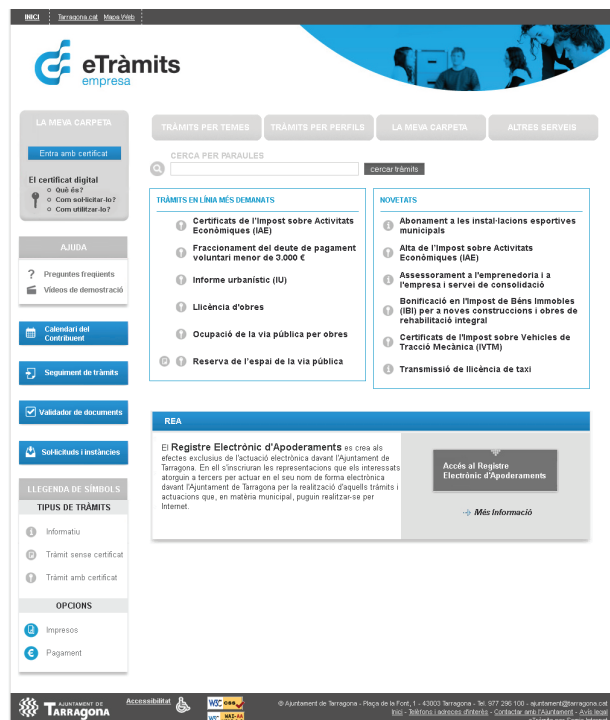 INICI Tarragona.cat Mapa Web
eTràmits
empresa
LA MEVA CARPETA
Entra amb certificat
El certificat digital
Què és?
Com sol·licitar-lo?
Com utilitzar-lo?
AJUDA
Preguntes freqüents
Vídeos de demostració
Calendari del
Contribuent
Seguiment de tràmits
Validador de documents
Sol·licituds i instàncies
LLEGENDA DE SÍMBOLS
TIPUS DE TRÀMITS
Informatiu
Tràmit sense certificat
Tràmit amb certificat
OPCIONS
Impresos
Pagament
TRÀMITS PER TEMES
TRÀMITS PER PERFILS
LA MEVA CARPETA
ALTRES SERVEIS
CERCA PER PARAULES
cercar tràmits
TRÀMITS EN LÍNIA MÉS DEMANATS
Certificats de l'Impost sobre Activitats
Econòmiques (IAE)
Fraccionament del deute de pagament
voluntari menor de 3.000 €
Informe urbanístic (IU)
Llicència d'obres
Ocupació de la via pública per obres
Reserva de l'espai de la via pública
NOVETATS
Abonament a les instal·lacions esportives
municipals
Alta de l'Impost sobre Activitats
Econòmiques (IAE)
Assessorament a l'emprenedoria i a
l'empresa i servei de consolidació
Bonificació en l'Impost de Béns Immobles
(IBI) per a noves construccions i obres de
rehabilitació integral
Certificats de l'Impost sobre Vehicles de
Tracció Mecànica (IVTM)
Transmissió de llicència de taxi
REA
El Registre Electrònic d'Apoderaments es crea als
efectes exclusius de l'actuació electrònica davant l'Ajuntament de
Tarragona. En ell s'inscriuran les representacions que els interessats
atorguin a tercers per actuar en el seu nom de forma electrònica
davant l'Ajuntament de Tarragona per la realització d'aquells tràmits i
actuacions que, en matèria municipal, puguin realitzar-se per
Internet.
Accés al Registre
Electrònic d'Apoderaments
Més Informació
AJUNTAMENT DE
TARRAGONA
Accessibilitat
W3C css
W3C WAI-AA
© Ajuntament de Tarragona - Plaça de la Font, 1 - 43003 Tarragona - Tel. 977 296 100 - ajuntament@tarragona.cat
Inici - Telèfons i adreces d'interès - Contactar amb l'Ajuntament - Avís legal